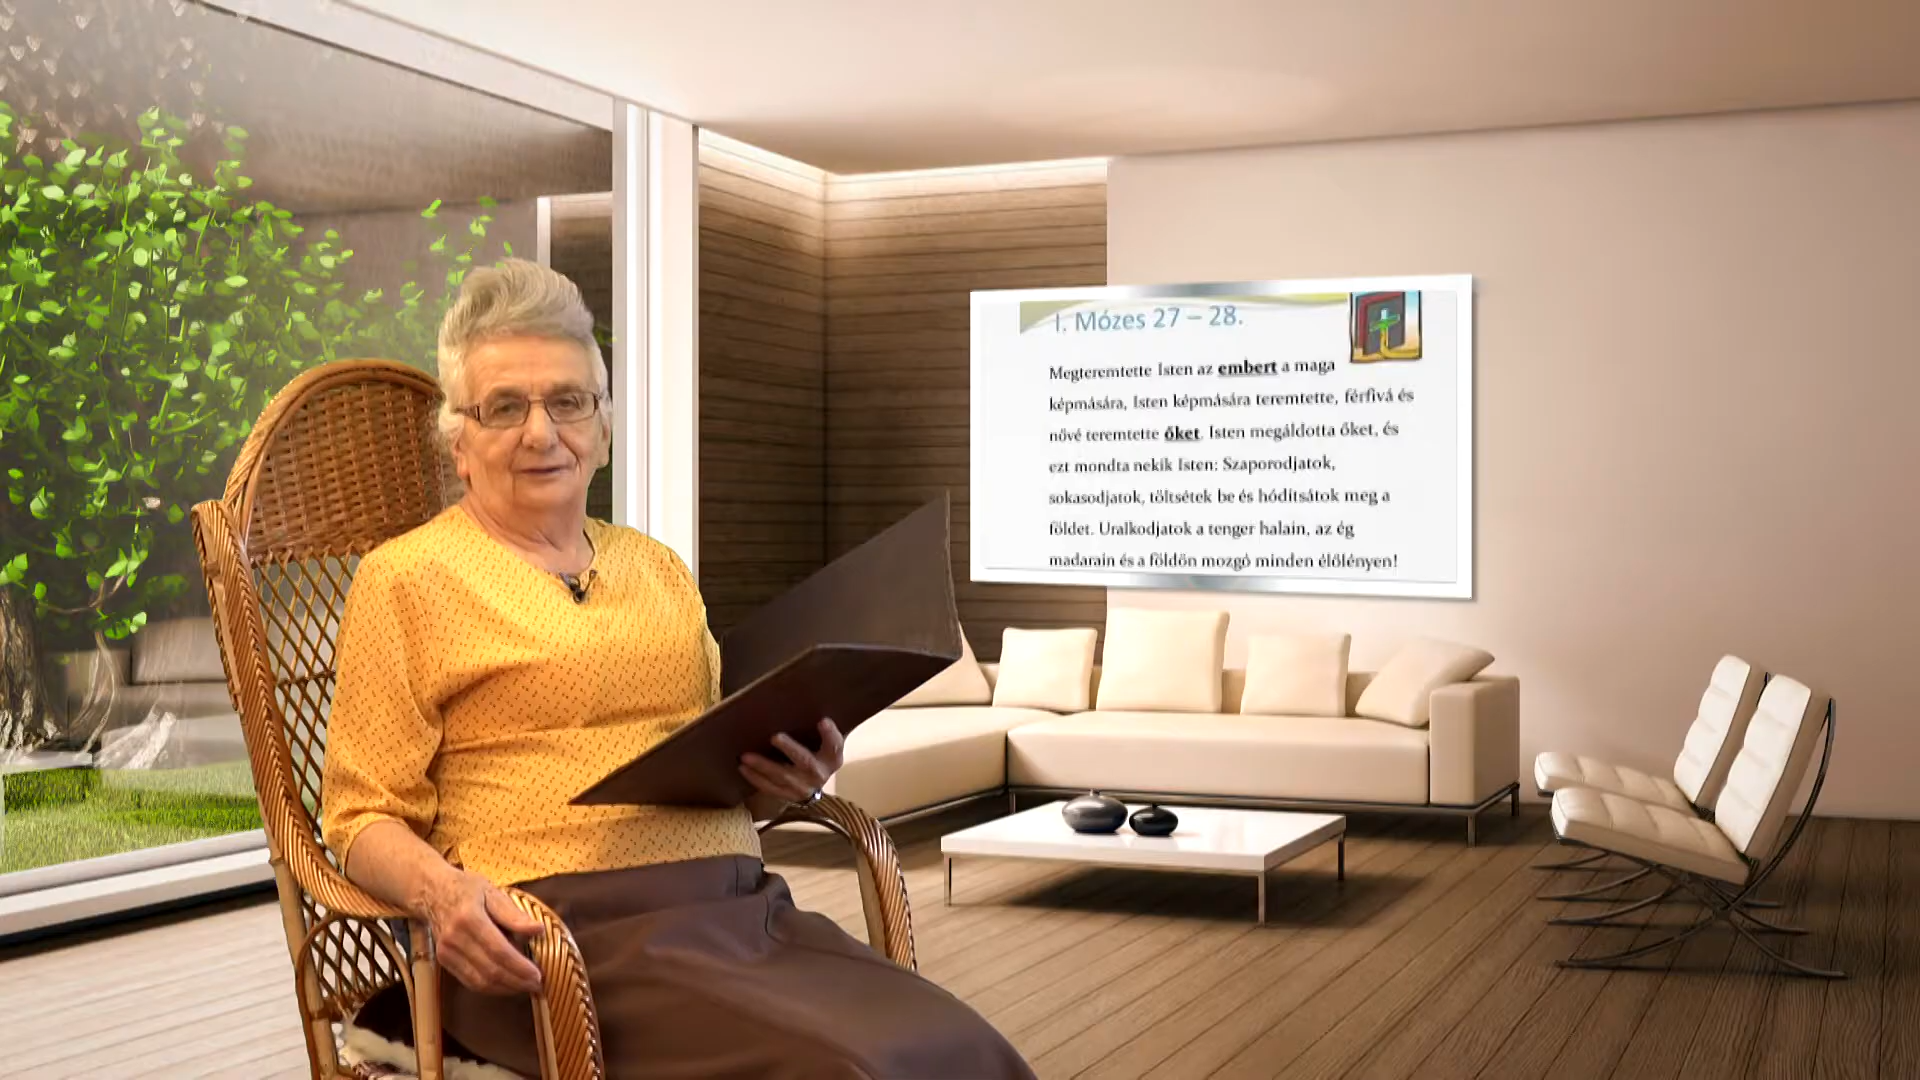 I. Mózes 27 – 28.
Megteremtette Isten az embert a maga
képmására, Isten képmására teremtette, férfivá és
nővé teremtette őket. Isten megáldotta őket, és
ezt mondta nekik Isten: Szaporodjatok,
sokasodjatok, töltsétek be és hódítsátok meg a
földet. Uralkodjatok a tenger halain, az ég
madarain és a földön mozgó minden élőlényen!